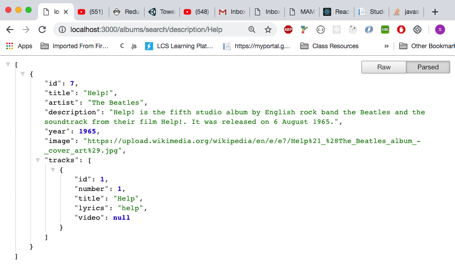 lo
(551)
Redu
Towe
(548)
Inbo
Inbo
MAM
Reac
Stud
javas
localhost:3000/albums/search/description/Help
ABP
S
Apps
Imported From Fir...
C
.js
LCS Learning Plat...
https://myportal.g...
Class Resources
»
Other Bookmarks
Raw
Parsed
[
{
"id": 7,
"title": "Help!",
"artist": "The Beatles",
"description": "Help! is the fifth studio album by English rock band the Beatles and the
soundtrack from their film Help!. It was released on 6 August 1965.",
"year": 1965,
"image": "https://upload.wikimedia.org/wikipedia/en/e/e7/Help%21_%28The_Beatles_album_-
_cover_art%29.jpg",
"tracks": [
{
"id": 1,
"number": 1,
"title": "Help",
"lyrics": "help",
"video": null
}
]
}
]